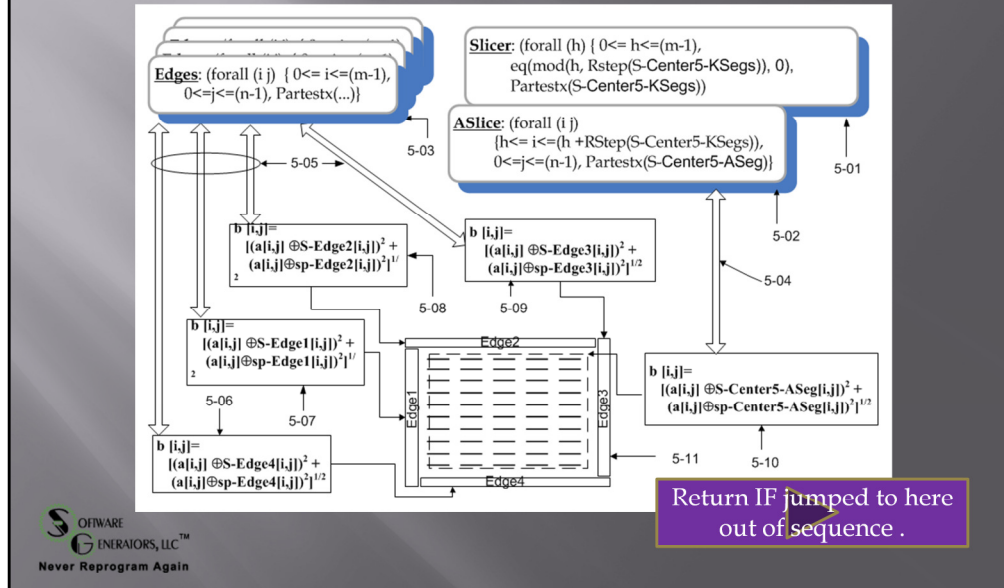 Edges: (forall (i j) { 0<= i<=(m-1),
0<=j<=(n-1), Partestx(...)}
Slicer: (forall (h) { 0<= h<=(m-1),
eq(mod(h, Rstep(S-Center5-KSegs)), 0),
Partestx(S-Center5-KSegs))
ASlice: (forall (i j)
{h<= i<=(h +RStep(S-Center5-KSegs)),
0<=j<=(n-1), Partestx(S-Center5-ASeg)}
5-05
5-03
5-01
5-02
5-04
b [i,j]=
[(a[i,j] ⊕S-Edge2[i,j])² +
(a[i,j]⊕sp-Edge2[i,j])²]¹/
2
5-08
b [i,j]=
[(a[i,j] ⊕S-Edge3[i,j])² +
(a[i,j]⊕sp-Edge3[i,j])²]¹/²
5-09
b [i,j]=
[(a[i,j] ⊕S-Edge1[i,j])² +
(a[i,j]⊕sp-Edge1[i,j])²]¹/
2
5-07
5-06
b [i,j]=
[(a[i,j] ⊕S-Edge4[i,j])² +
(a[i,j]⊕sp-Edge4[i,j])²]¹/²
Edge2
Edge1
Edge3
Edge4
b [i,j]=
[(a[i,j] ⊕S-Center5-ASeg[i,j])² +
(a[i,j]⊕sp-Center5-ASeg[i,j])²]¹/²
5-11
5-10
Return IF jumped to here
out of sequence .
SOFTWARE
GENERATORS, LLC™
Never Reprogram Again